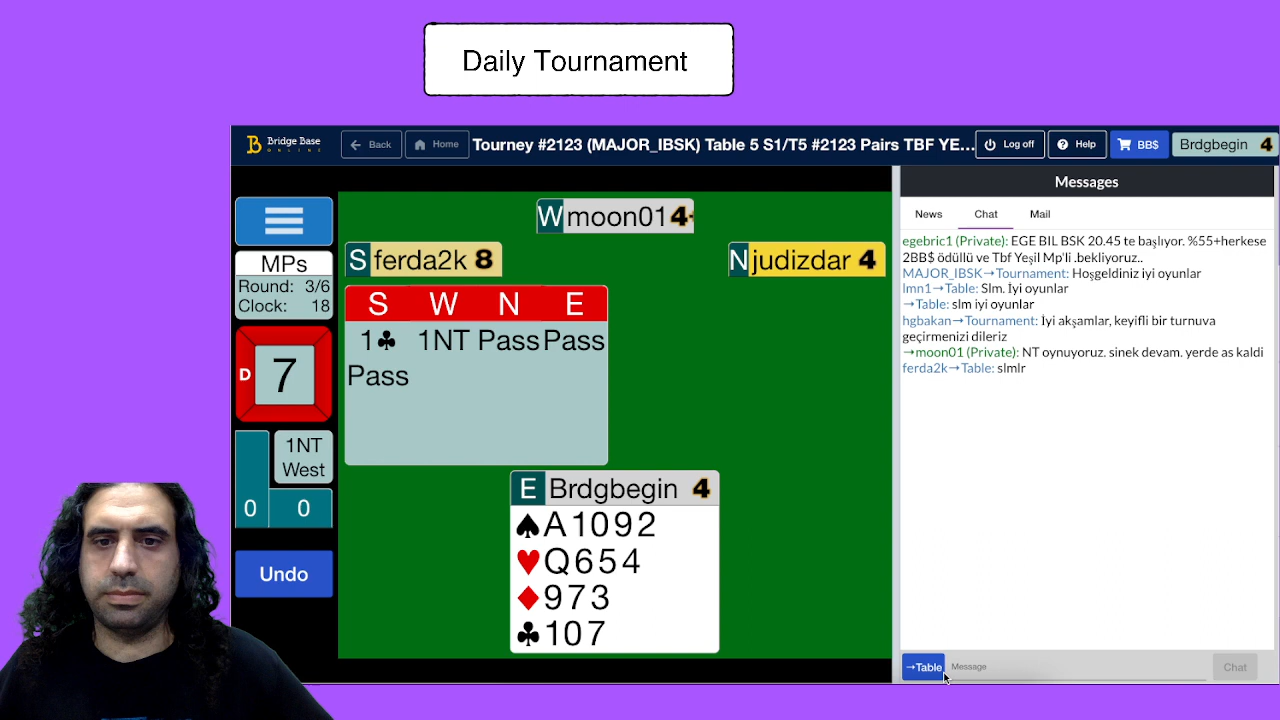 Daily Tournament
Bridge Base
ONLINE
Back
Home
Tourney #2123 (MAJOR_IBSK) Table 5 S1/T5 #2123 Pairs TBF YE...
Log off
Help
BB$
Brdgbegin 4
MPs
Round: 3/6
Clock: 18
D
7
1NT
West
0
0
Undo
W moon01 4
S ferda2k 8
N judizdar 4
S W N E
1♣ 1NT Pass Pass
Pass
E Brdgbegin 4
♠A1092
♥Q654
♦973
♣107
Messages
News
Chat
Mail
egebric1 (Private): EGE BIL BSK 20.45 te başlıyor. %55+herkese
2BB$ ödüllü ve Tbf Yeşil Mp'li .bekliyoruz..
MAJOR_IBSK→Tournament: Hoşgeldiniz iyi oyunlar
lmn1→Table: Slm. İyi oyunlar
→Table: slm iyi oyunlar
hgbakan→Tournament: İyi akşamlar, keyifli bir turnuva
geçirmenizi dileriz
→moon01 (Private): NT oynuyoruz. sinek devam. yerde as kaldi
ferda2k→Table: slmlr
→Table
Message
Chat